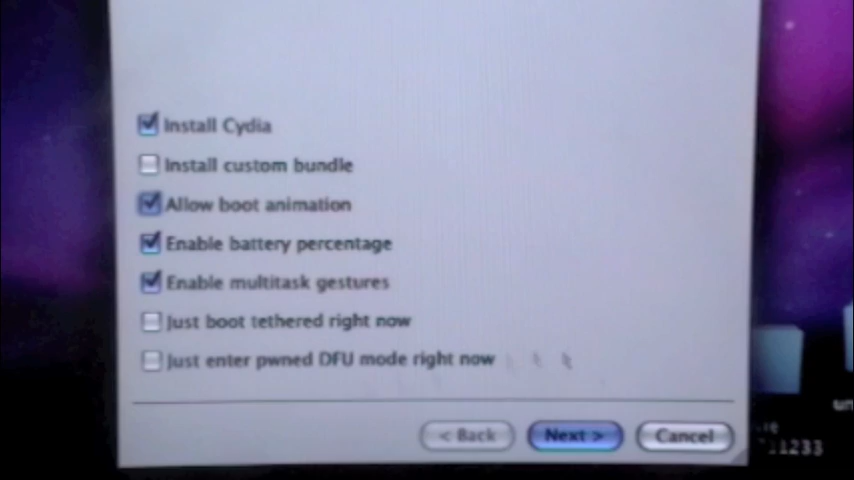 Install Cydia
Install custom bundle
Allow boot animation
Enable battery percentage
Enable multitask gestures
Just boot tethered right now
Just enter pwned DFU mode right now
< Back
Next >
Cancel